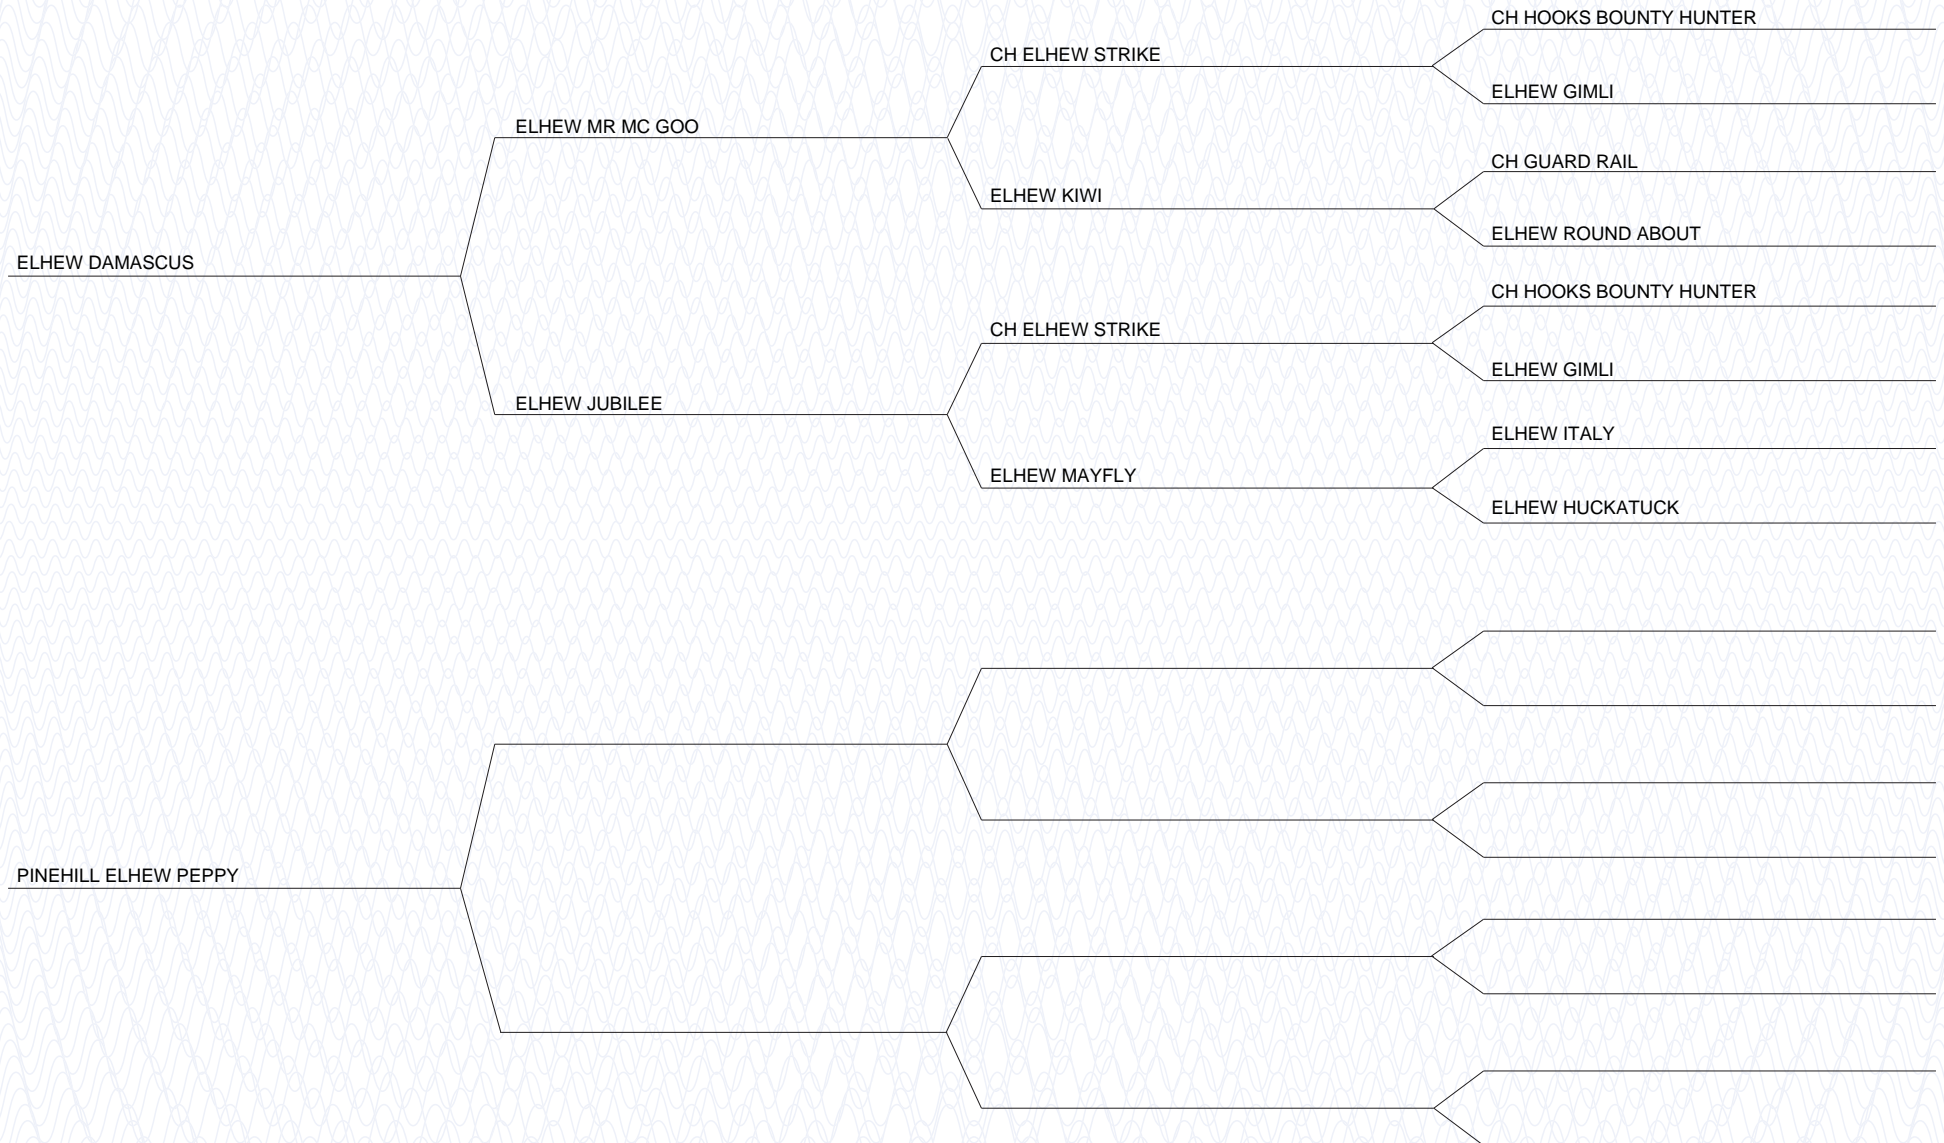 CH HOOKS BOUNTY HUNTER
CH ELHEW STRIKE
ELHEW GIMLI
ELHEW MR MC GOO
CH GUARD RAIL
ELHEW KIWI
ELHEW ROUND ABOUT
ELHEW DAMASCUS
CH HOOKS BOUNTY HUNTER
CH ELHEW STRIKE
ELHEW GIMLI
ELHEW JUBILEE
ELHEW ITALY
ELHEW MAYFLY
ELHEW HUCKATUCK
PINEHILL ELHEW PEPPY